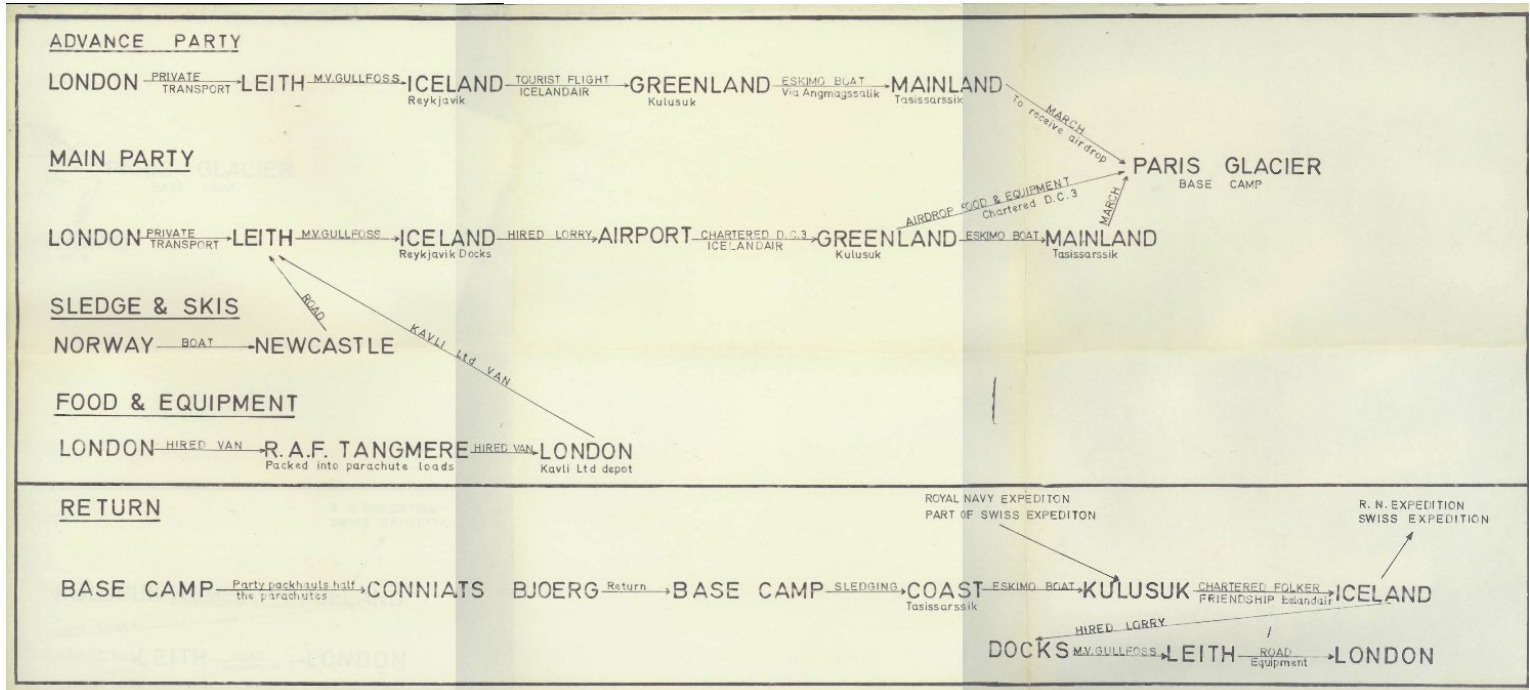 ADVANCE PARTY
LONDON PRIVATE TRANSPORT LEITH M.V.GULLFOSS ICELAND TOURIST FLIGHT ICELANDAIR GREENLAND ESKIMO BOAT Via Angmagssalik MAINLAND
Reykjavik Kulusuk Tasissarssik
MARCH
To receive airdrop
MAIN PARTY
PARIS GLACIER
BASE CAMP
AIRDROP FOOD & EQUIPMENT
Chartered D.C.3
MARCH
LONDON PRIVATE TRANSPORT LEITH M.V.GULLFOSS ICELAND HIRED LORRY AIRPORT CHARTERED D.C.3 ICELANDAIR GREENLAND ESKIMO BOAT MAINLAND
Reykjavik Docks Kulusuk Tasissarssik
SLEDGE & SKIS
ROAD
NORWAY BOAT NEWCASTLE
KAVLI Ltd VAN
FOOD & EQUIPMENT
LONDON HIRED VAN R.A.F. TANGMERE HIRED VAN LONDON
Packed into parachute loads Kavli Ltd depot
RETURN
ROYAL NAVY EXPEDITON
PART OF SWISS EXPEDITON
R. N. EXPEDITION
SWISS EXPEDITION
BASE CAMP Party packhauls half the parachutes CONNIATS BJOERG Return BASE CAMP SLEDGING COAST ESKIMO BOAT KULUSUK CHARTERED FOLKER FRIENDSHIP Icelandair ICELAND
Tasissarssik
HIRED LORRY
DOCKS M.V.GULLFOSS LEITH ROAD Equipment LONDON